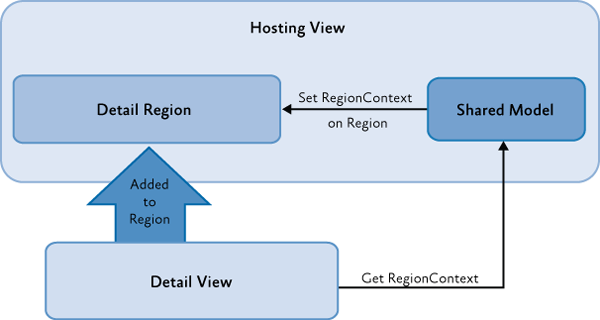 Hosting View
Detail Region
Set RegionContext
on Region
Shared Model
Added
to
Region
Detail View
Get RegionContext